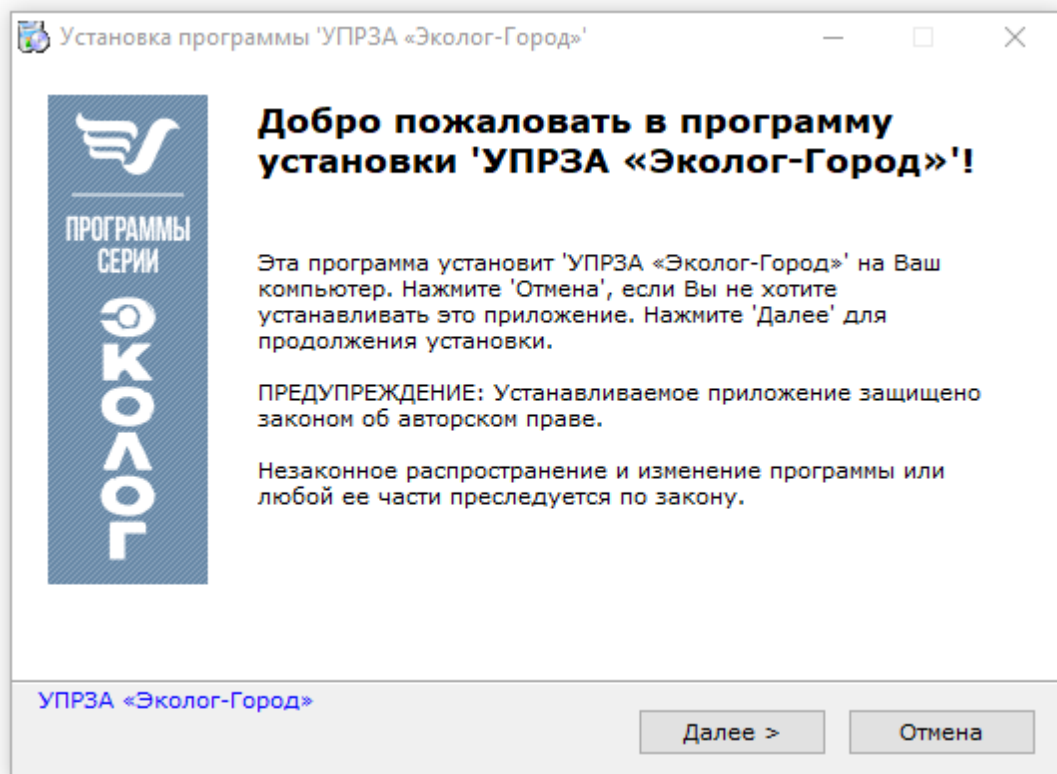 Установка программы 'УПРЗА «Эколог-Город»'
Добро пожаловать в программу
установки 'УПРЗА «Эколог-Город»'!
ПРОГРАММЫ
СЕРИИ
ЭКОЛОГ
Эта программа установит 'УПРЗА «Эколог-Город»' на Ваш
компьютер. Нажмите 'Отмена', если Вы не хотите
устанавливать это приложение. Нажмите 'Далее' для
продолжения установки.
ПРЕДУПРЕЖДЕНИЕ: Устанавливаемое приложение защищено
законом об авторском праве.
Незаконное распространение и изменение программы или
любой ее части преследуется по закону.
УПРЗА «Эколог-Город»
Далее >
Отмена